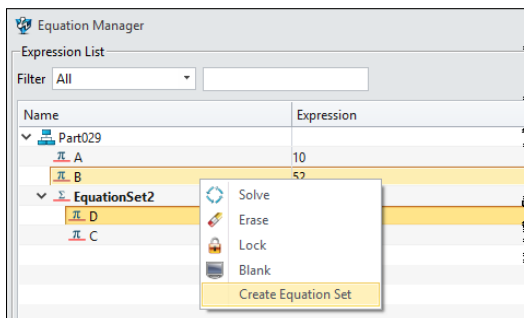 Equation Manager
Expression List
Filter All
Name Expression
Part029
π A 10
π B 52
Σ EquationSet2
π D
π C
Solve
Erase
Lock
Blank
Create Equation Set